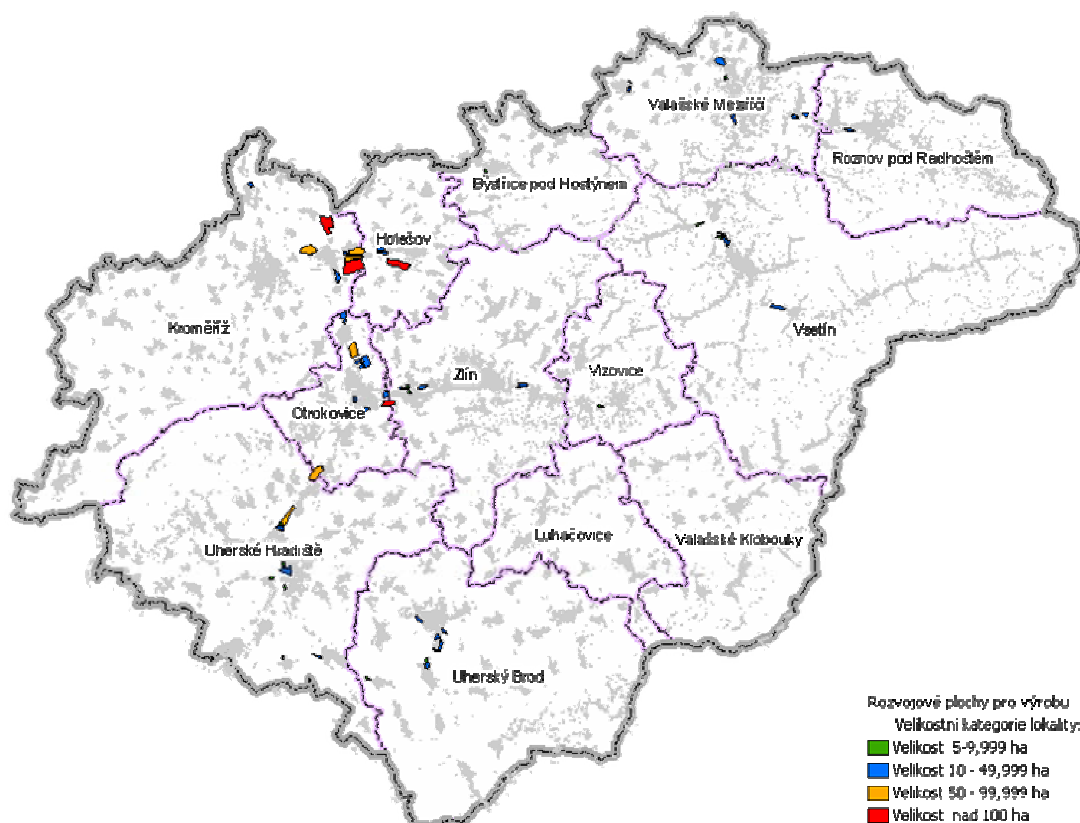 Valašské Meziříčí
Rožnov pod Radhoštěm
Bystřice pod Hostýnem
Holešov
Kroměříž
Vsetín
Zlín
Vizovice
Otrokovice
Luhačovice
Valašské Klobouky
Uherské Hradiště
Uherský Brod
Rozvojové plochy pro výrobu
Velikostní kategorie lokality:
Velikost 5-9,999 ha
Velikost 10 - 49,999 ha
Velikost 50 - 99,999 ha
Velikost nad 100 ha